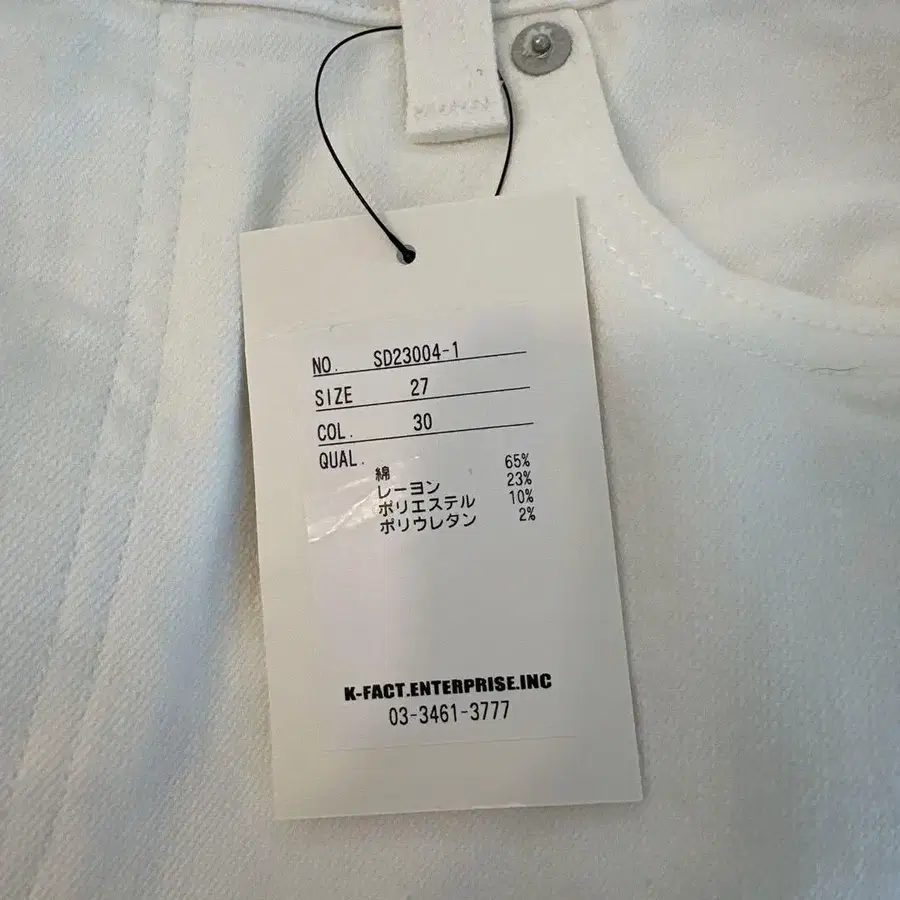 NO. SD23004-1
SIZE 27
COL. 30
QUAL.
綿 65%
レーヨン 23%
ポリエステル 10%
ポリウレタン 2%
K-FACT.ENTERPRISE.INC
03-3461-3777